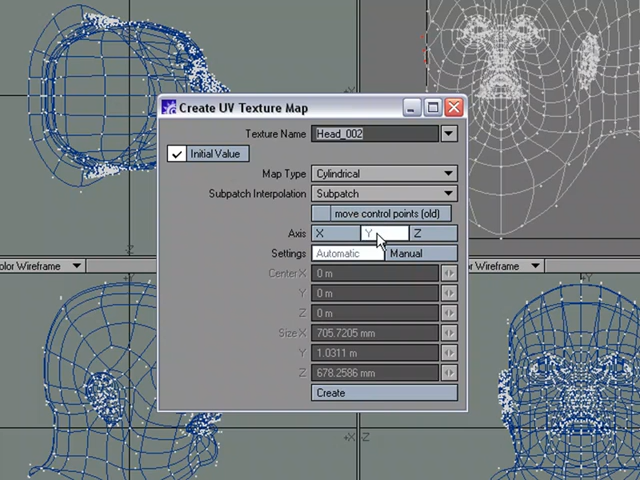 Create UV Texture Map
Texture Name Head_002
Initial Value
Map Type Cylindrical
Subpatch Interpolation Subpatch
move control points (old)
Axis X Y Z
Settings Automatic Manual
Center X 0 m
Y 0 m
Z 0 m
Size X 705.7205 mm
Y 1.0311 m
Z 678.2586 mm
Create
olor Wireframe
or Wireframe
Z
Y
X Z